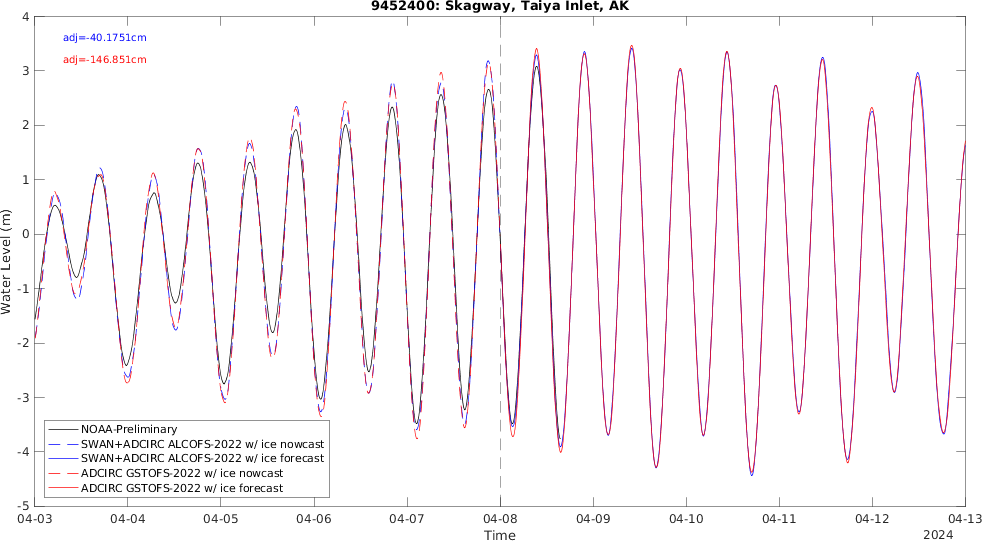 9452400: Skagway, Taiya Inlet, AK
adj=-40.1751cm
adj=-146.851cm
Water Level (m)
4
3
2
1
0
-1
-2
-3
-4
-5
NOAA-Preliminary
SWAN+ADCIRC ALCOFS-2022 w/ ice nowcast
SWAN+ADCIRC ALCOFS-2022 w/ ice forecast
ADCIRC GSTOFS-2022 w/ ice nowcast
ADCIRC GSTOFS-2022 w/ ice forecast
04-03 04-04 04-05 04-06 04-07 04-08 04-09 04-10 04-11 04-12 04-13
Time
2024